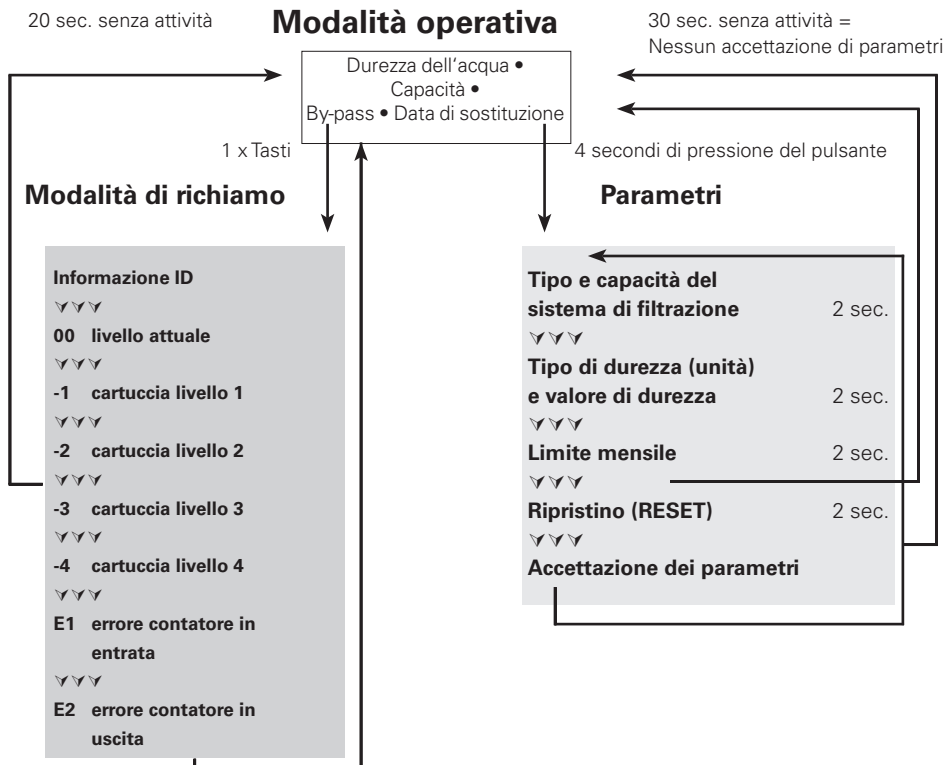 20 sec. senza attività
Modalità operativa
30 sec. senza attività =
Nessun accettazione di parametri
Durezza dell'acqua •
Capacità •
By-pass • Data di sostituzione
1 x Tasti
4 secondi di pressione del pulsante
Modalità di richiamo
Parametri
Informazione ID
00 livello attuale
-1 cartuccia livello 1
-2 cartuccia livello 2
-3 cartuccia livello 3
-4 cartuccia livello 4
E1 errore contatore in
entrata
E2 errore contatore in
uscita
Tipo e capacità del
sistema di filtrazione 2 sec.
Tipo di durezza (unità)
e valore di durezza 2 sec.
Limite mensile 2 sec.
Ripristino (RESET) 2 sec.
Accettazione dei parametri